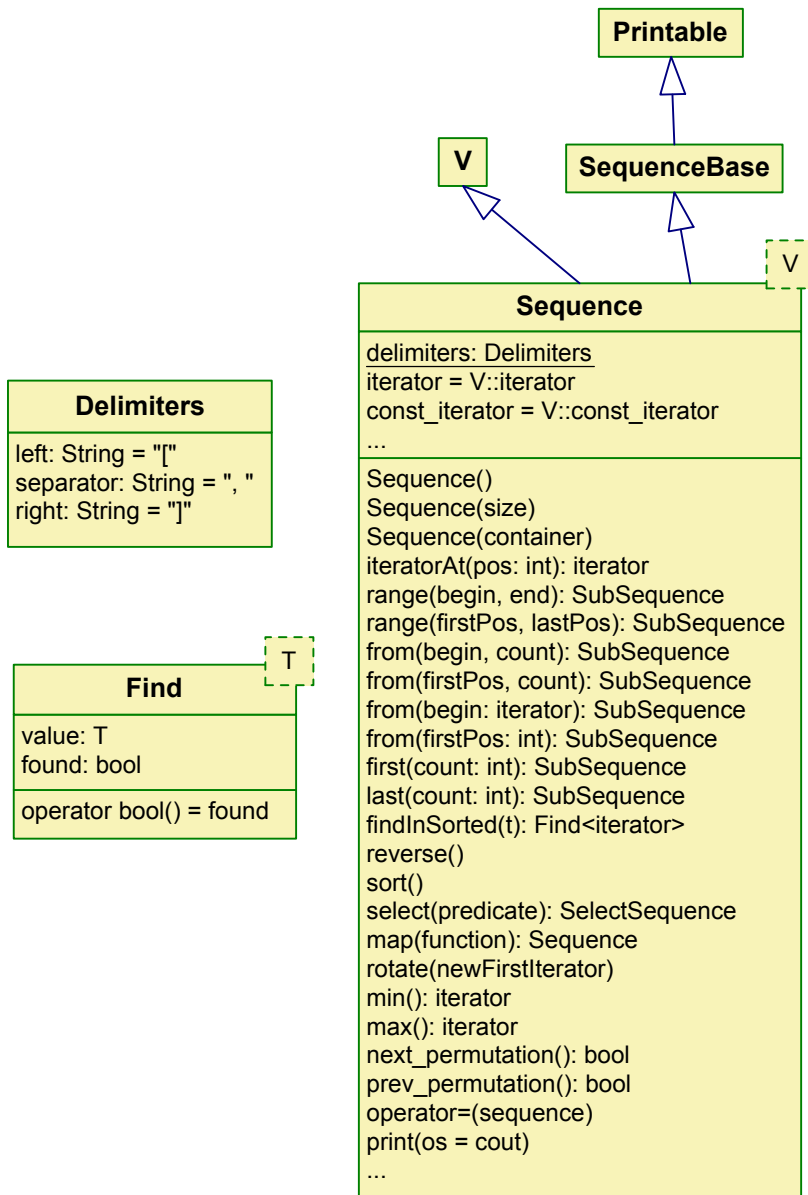 Printable
V
SequenceBase
V
Sequence
delimiters: Delimiters
iterator = V::iterator
const_iterator = V::const_iterator
...
Sequence()
Sequence(size)
Sequence(container)
iteratorAt(pos: int): iterator
range(begin, end): SubSequence
range(firstPos, lastPos): SubSequence
from(begin, count): SubSequence
from(firstPos, count): SubSequence
from(begin: iterator): SubSequence
from(firstPos: int): SubSequence
first(count: int): SubSequence
last(count: int): SubSequence
findInSorted(t): Find<iterator>
reverse()
sort()
select(predicate): SelectSequence
map(function): Sequence
rotate(newFirstIterator)
min(): iterator
max(): iterator
next_permutation(): bool
prev_permutation(): bool
operator=(sequence)
print(os = cout)
...
Delimiters
left: String = "["
separator: String = ", "
right: String = "]"
T
Find
value: T
found: bool
operator bool() = found